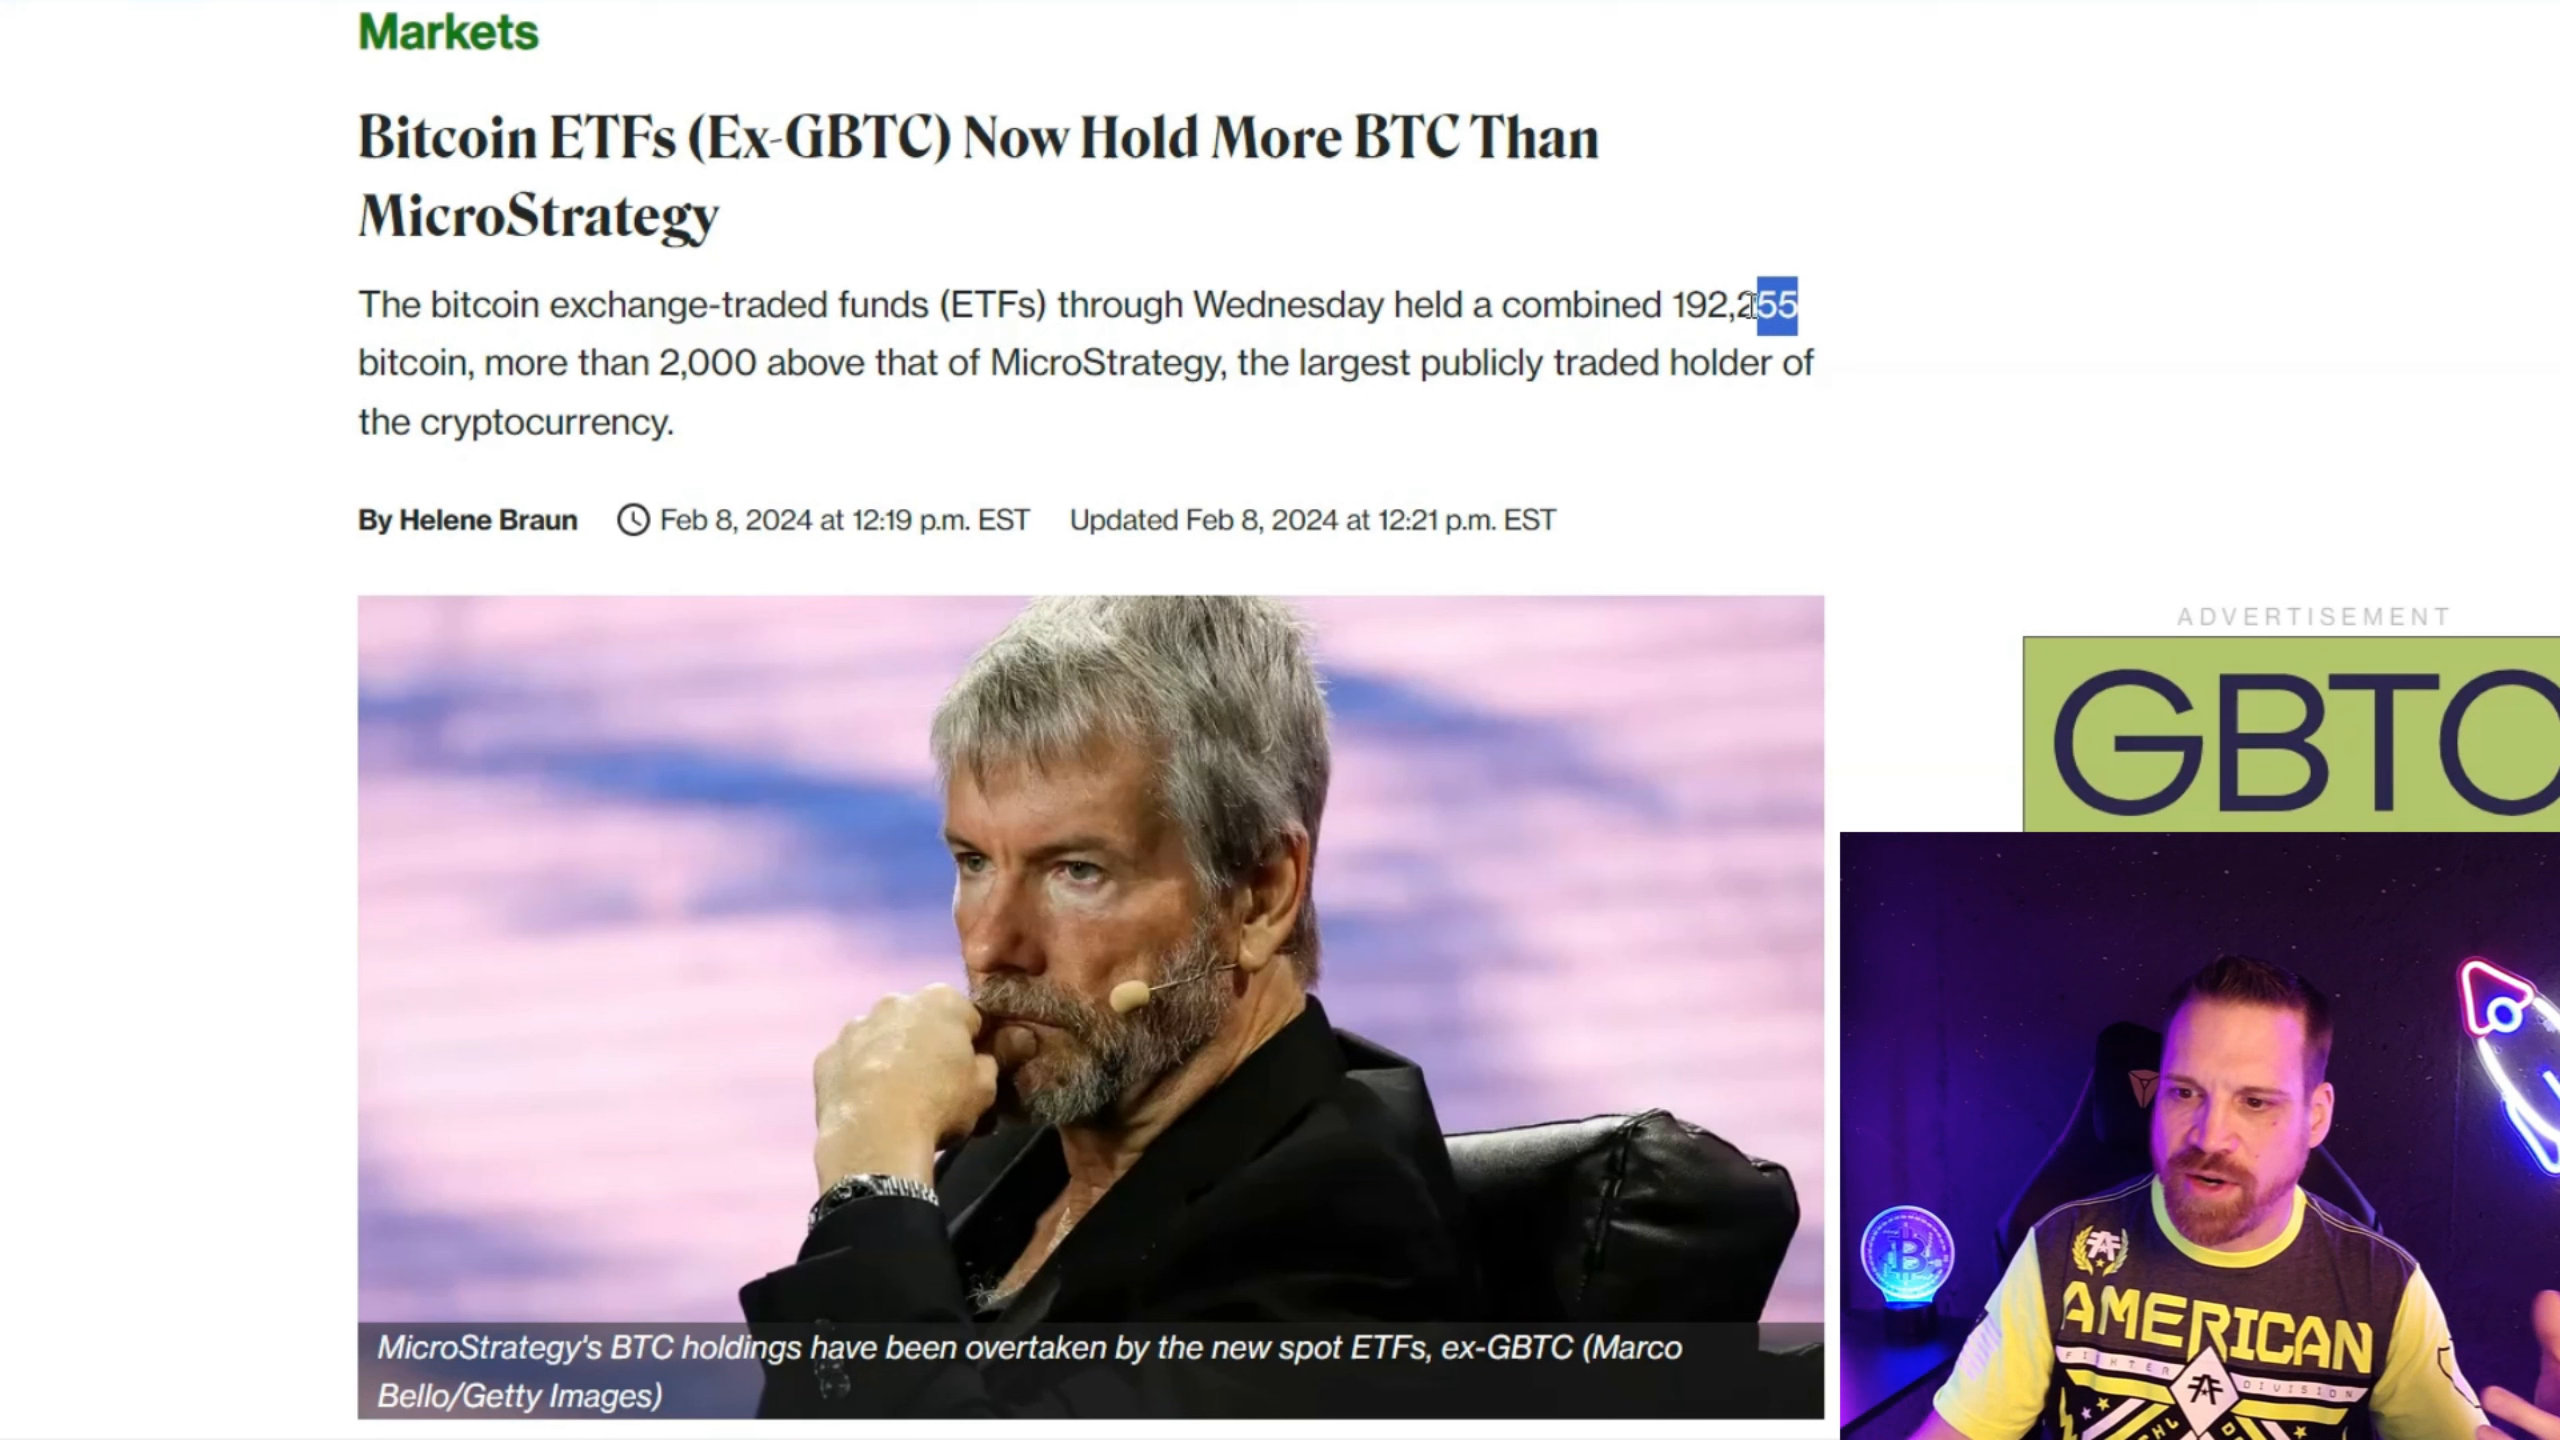 Markets
Bitcoin ETFs (Ex-GBTC) Now Hold More BTC Than
MicroStrategy
The bitcoin exchange-traded funds (ETFs) through Wednesday held a combined 192,255
bitcoin, more than 2,000 above that of MicroStrategy, the largest publicly traded holder of
the cryptocurrency.
By Helene Braun Feb 8, 2024 at 12:19 p.m. EST Updated Feb 8, 2024 at 12:21 p.m. EST
ADVERTISEMENT
GBTC
MicroStrategy's BTC holdings have been overtaken by the new spot ETFs, ex-GBTC (Marco
Bello/Getty Images)
AMERICAN
FIGHTER DIVISION